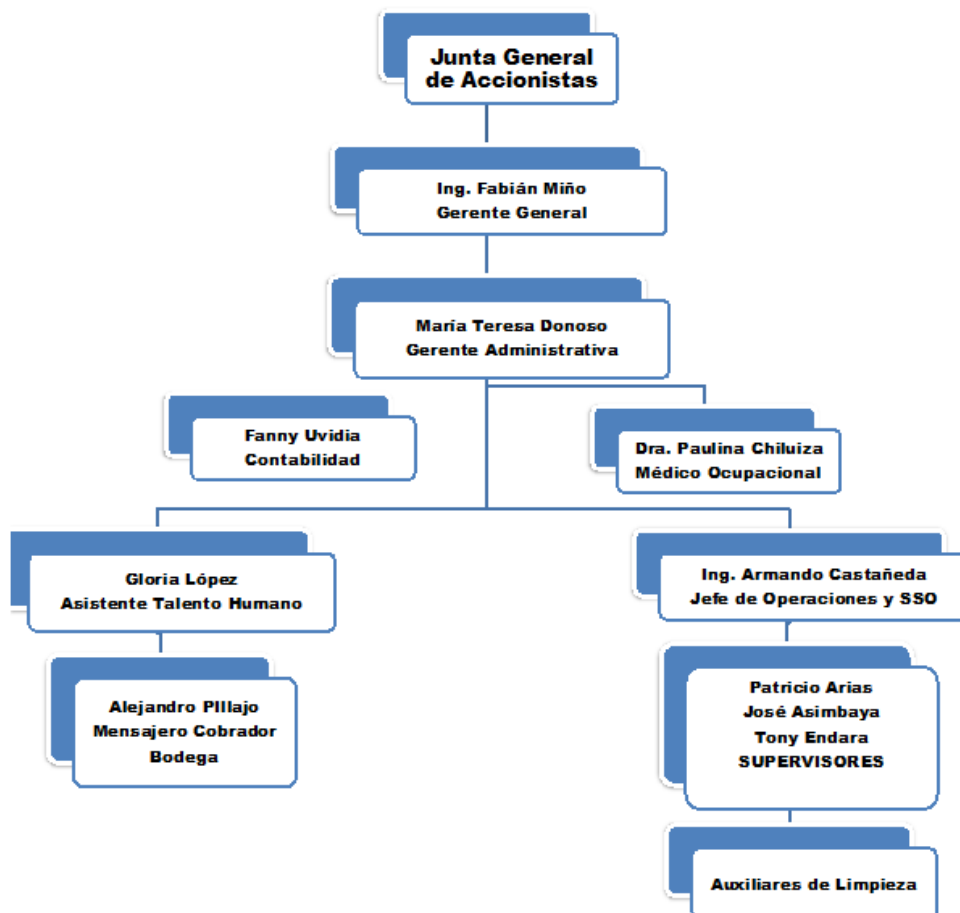 Junta General
de Accionistas
Ing. Fabián Miño
Gerente General
María Teresa Donoso
Gerente Administrativa
Fanny Uvidia
Contabilidad
Dra. Paulina Chiluiza
Médico Ocupacional
Gloria López
Asistente Talento Humano
Ing. Armando Castañeda
Jefe de Operaciones y SSO
Alejandro PIllajo
Mensajero Cobrador
Bodega
Patricio Arias
José Asimbaya
Tony Endara
SUPERVISORES
Auxiliares de Limpieza